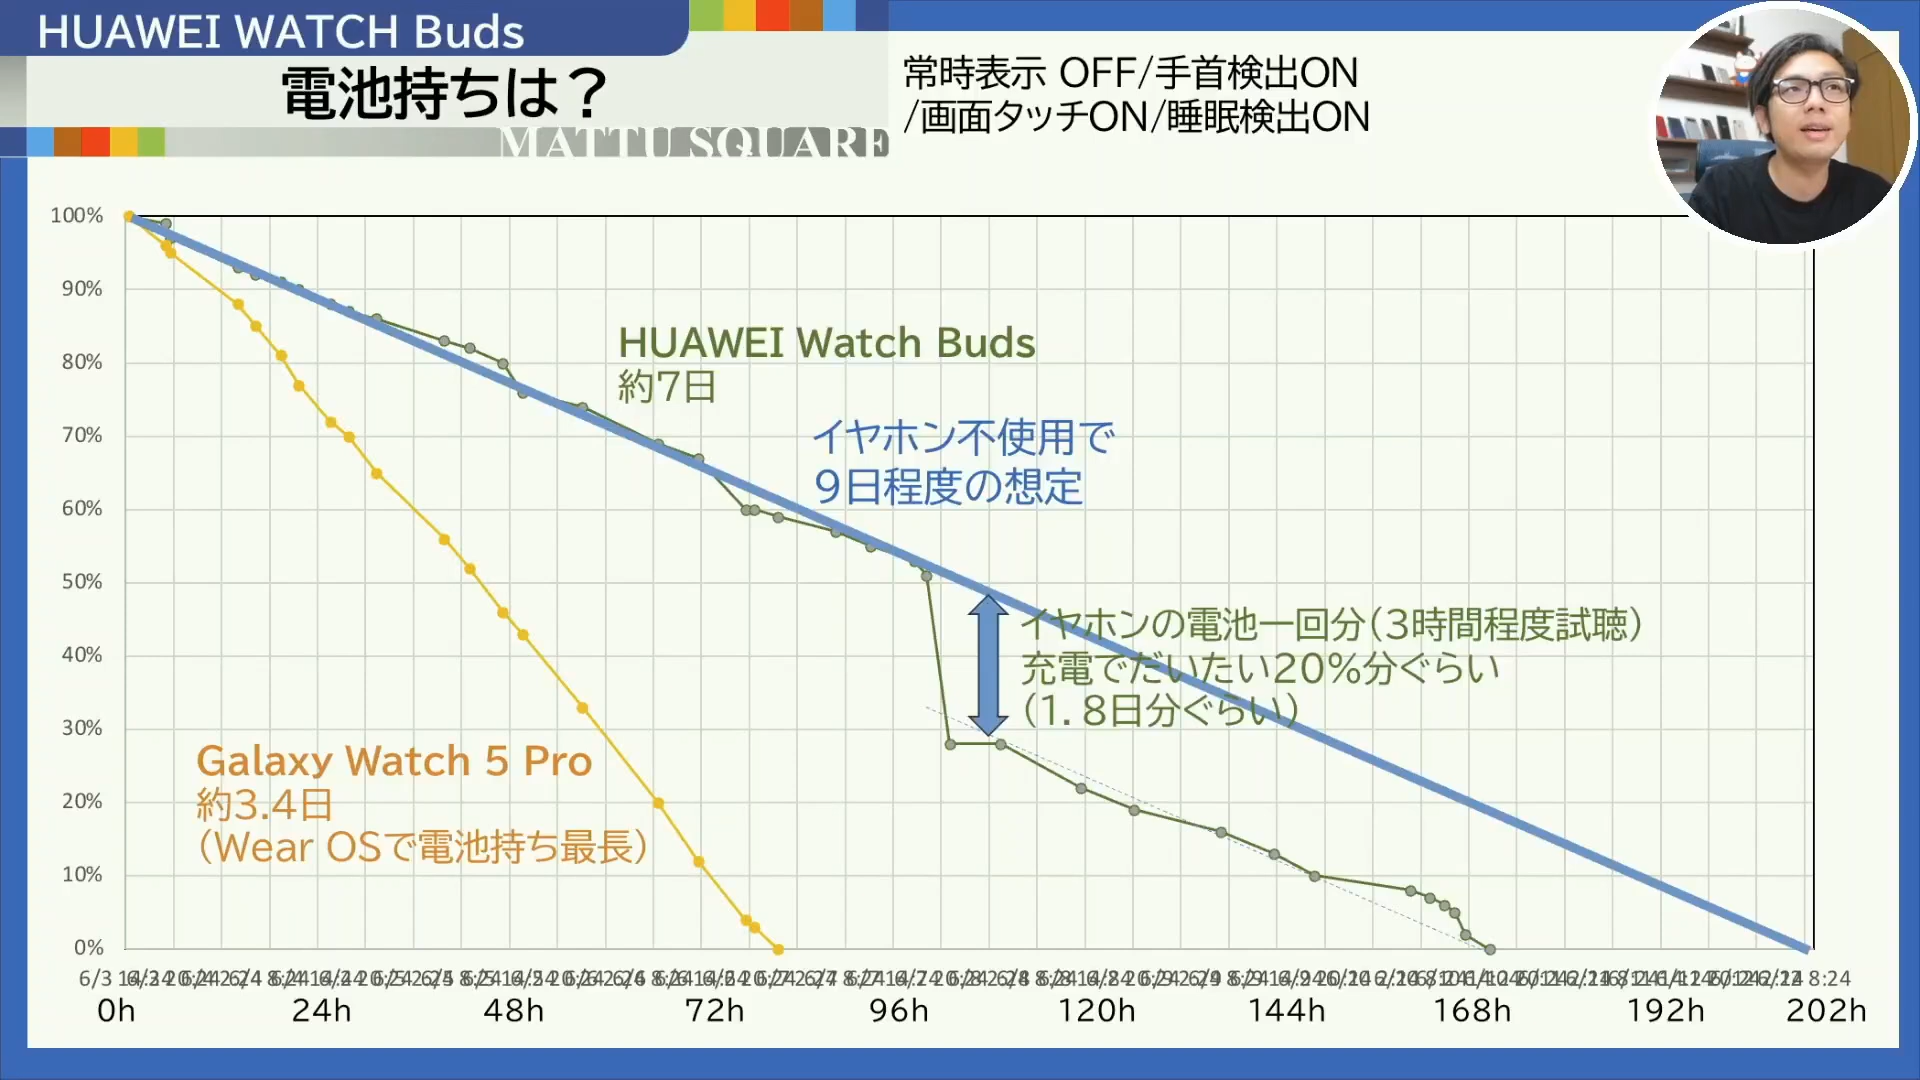 HUAWEI WATCH Buds
電池持ちは？
常時表示 OFF/手首検出ON
/画面タッチON/睡眠検出ON
MATTU SQUARE
100%
90%
80%
70%
60%
50%
40%
30%
20%
10%
0%
HUAWEI Watch Buds
約7日
イヤホン不使用で
9日程度の想定
イヤホンの電池一回分（3時間程度試聴）
充電でだいたい20%分ぐらい
（1.8日分ぐらい）
Galaxy Watch 5 Pro
約3.4日
（Wear OSで電池持ち最長）
0h 24h 48h 72h 96h 120h 144h 168h 192h 202h